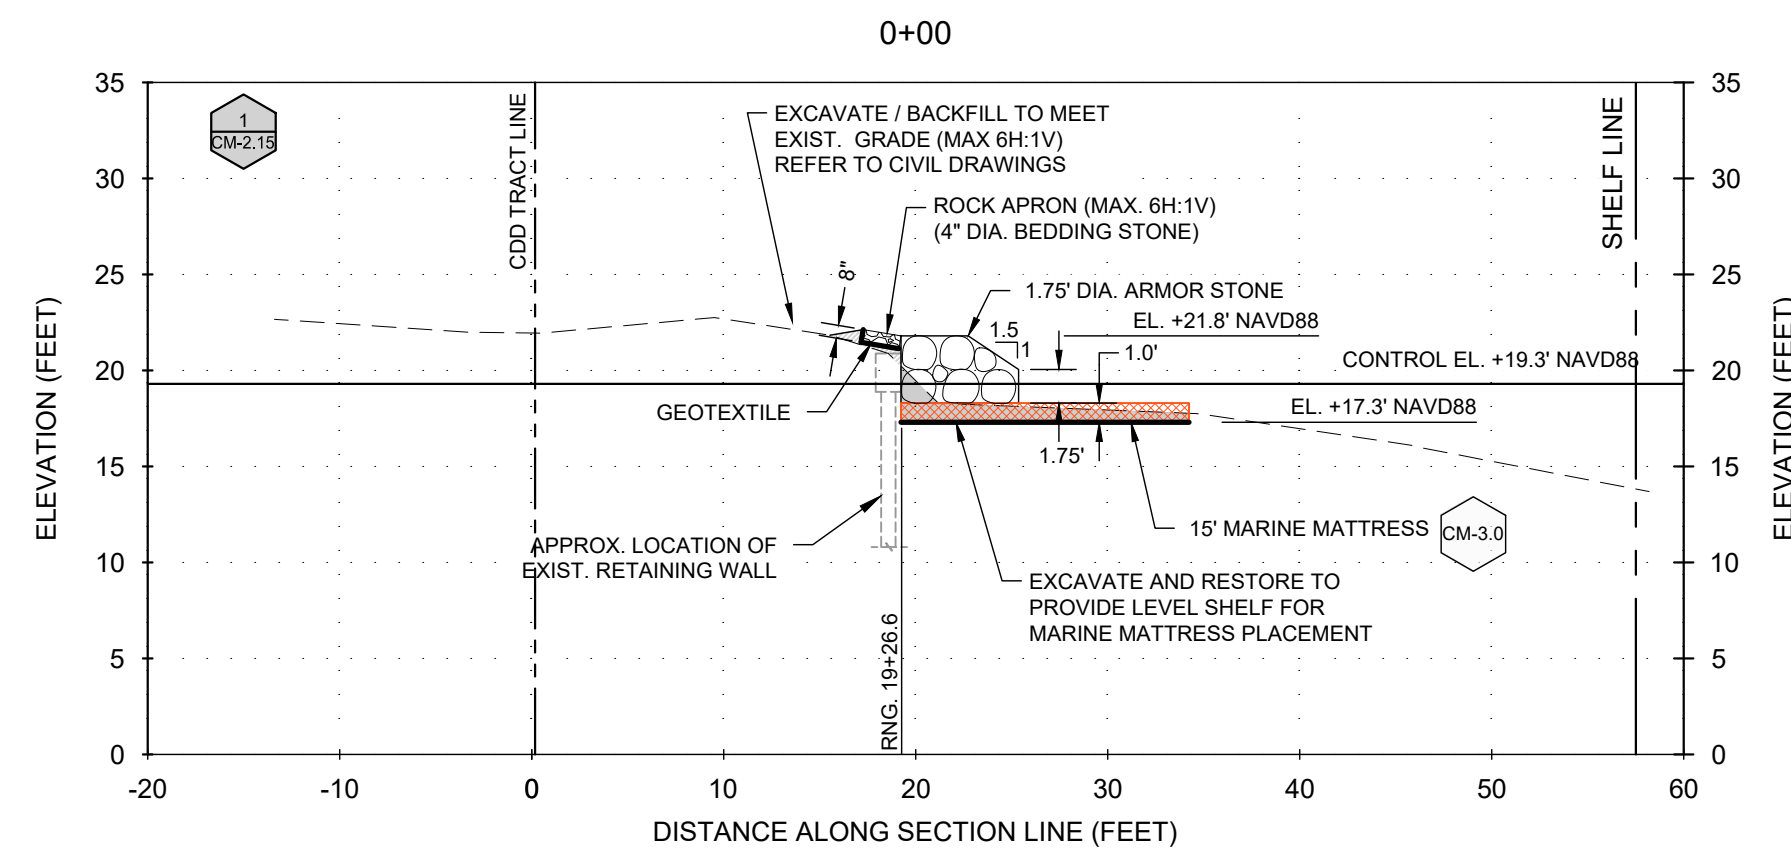 0+00
35
30
25
20
15
10
5
0
ELEVATION (FEET)
1
CM-2.15
CDD TRACT LINE
EXCAVATE / BACKFILL TO MEET
EXIST. GRADE (MAX 6H:1V)
REFER TO CIVIL DRAWINGS
ROCK APRON (MAX. 6H:1V)
(4" DIA. BEDDING STONE)
8"
1.75' DIA. ARMOR STONE
EL. +21.8' NAVD88
1.5
1
1.0'
CONTROL EL. +19.3' NAVD88
GEOTEXTILE
EL. +17.3' NAVD88
1.75'
15' MARINE MATTRESS
CM-3.0
APPROX. LOCATION OF
EXIST. RETAINING WALL
EXCAVATE AND RESTORE TO
PROVIDE LEVEL SHELF FOR
MARINE MATTRESS PLACEMENT
RNG. 19+26.6
SHELF LINE
35
30
25
20
15
10
5
0
ELEVATION (FEET)
-20
-10
0
10
20
30
40
50
60
DISTANCE ALONG SECTION LINE (FEET)